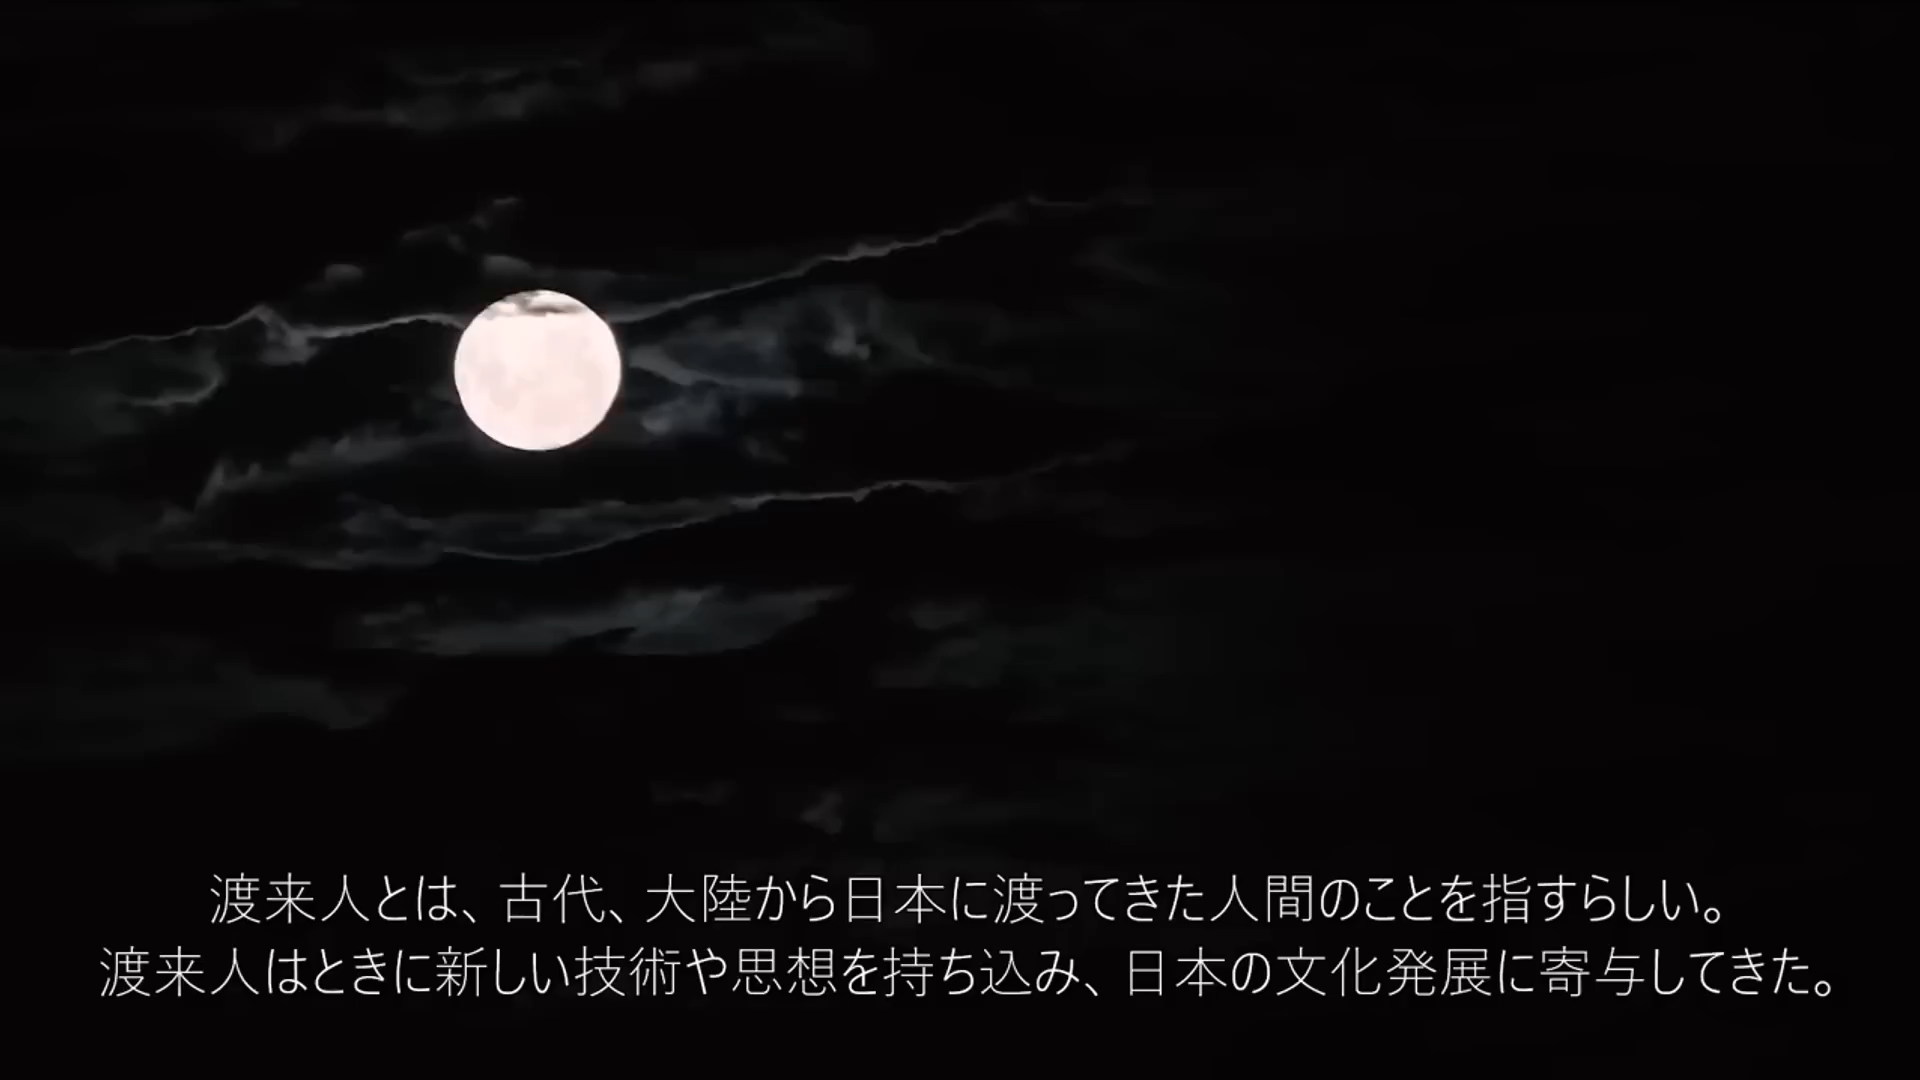 渡来人とは、古代、大陸から日本に渡ってきた人間のことを指すらしい。
渡来人はときに新しい技術や思想を持ち込み、日本の文化発展に寄与してきた。